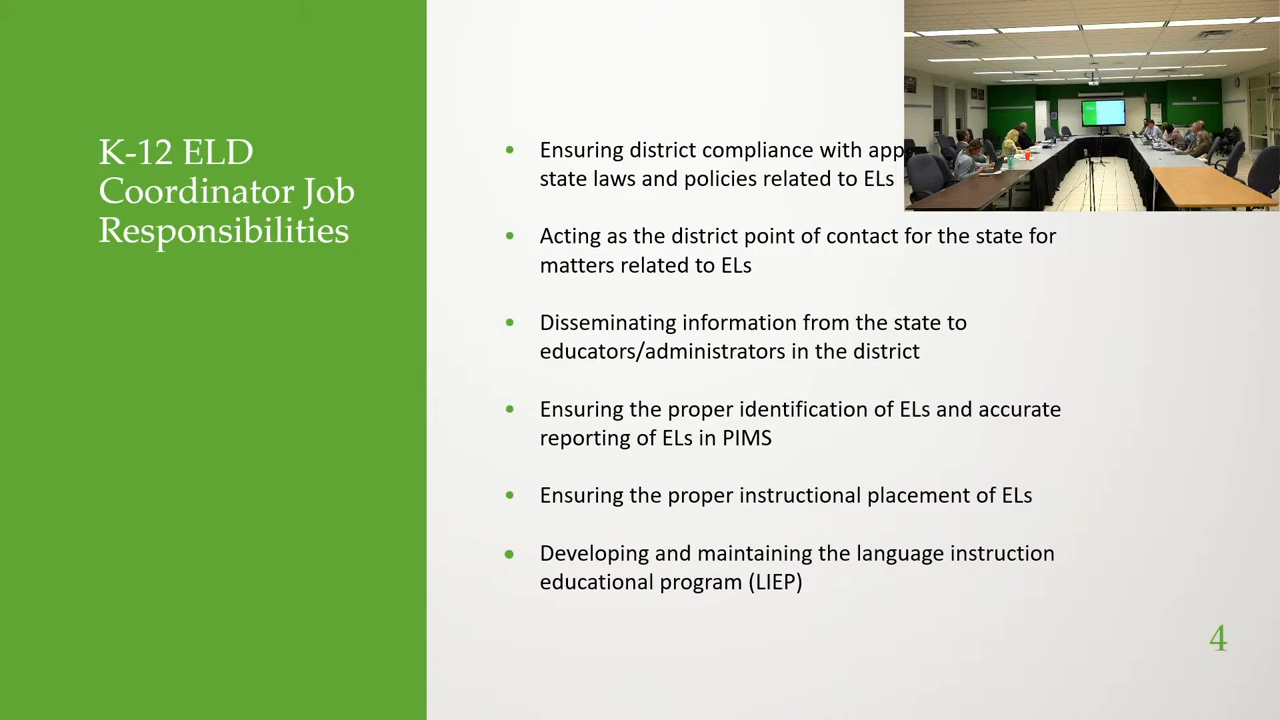 K-12 ELD
Coordinator Job
Responsibilities
• Ensuring district compliance with
state laws and policies related to ELs
• Acting as the district point of contact for the state for
matters related to ELs
• Disseminating information from the state to
educators/administrators in the district
• Ensuring the proper identification of ELs and accurate
reporting of ELs in PIMS
• Ensuring the proper instructional placement of ELs
• Developing and maintaining the language instruction
educational program (LIEP)
4